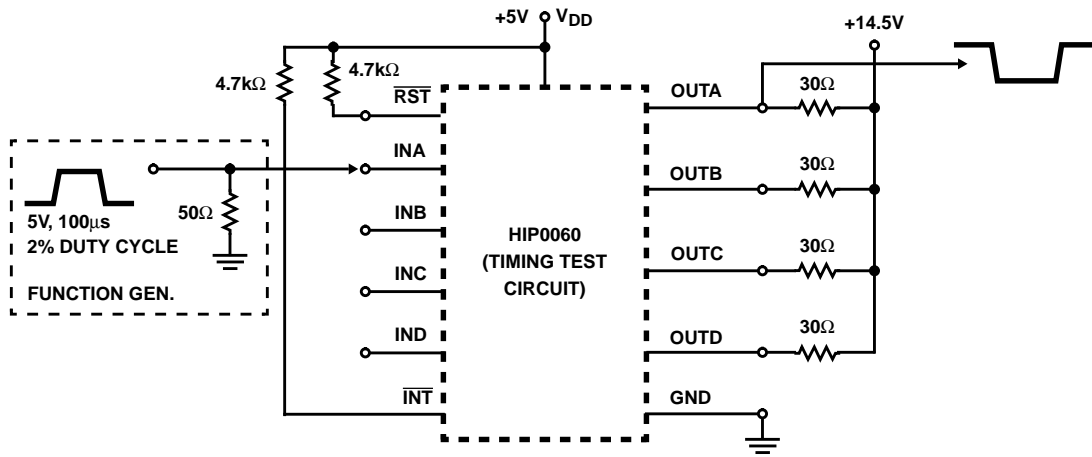 +5V
V_DD
+14.5V
4.7kΩ
4.7kΩ
30Ω
RST
OUTA
INA
30Ω
OUTB
50Ω
5V, 100μs
2% DUTY CYCLE
INB
HIP0060
(TIMING TEST
CIRCUIT)
30Ω
OUTC
INC
FUNCTION GEN.
30Ω
IND
OUTD
INT
GND